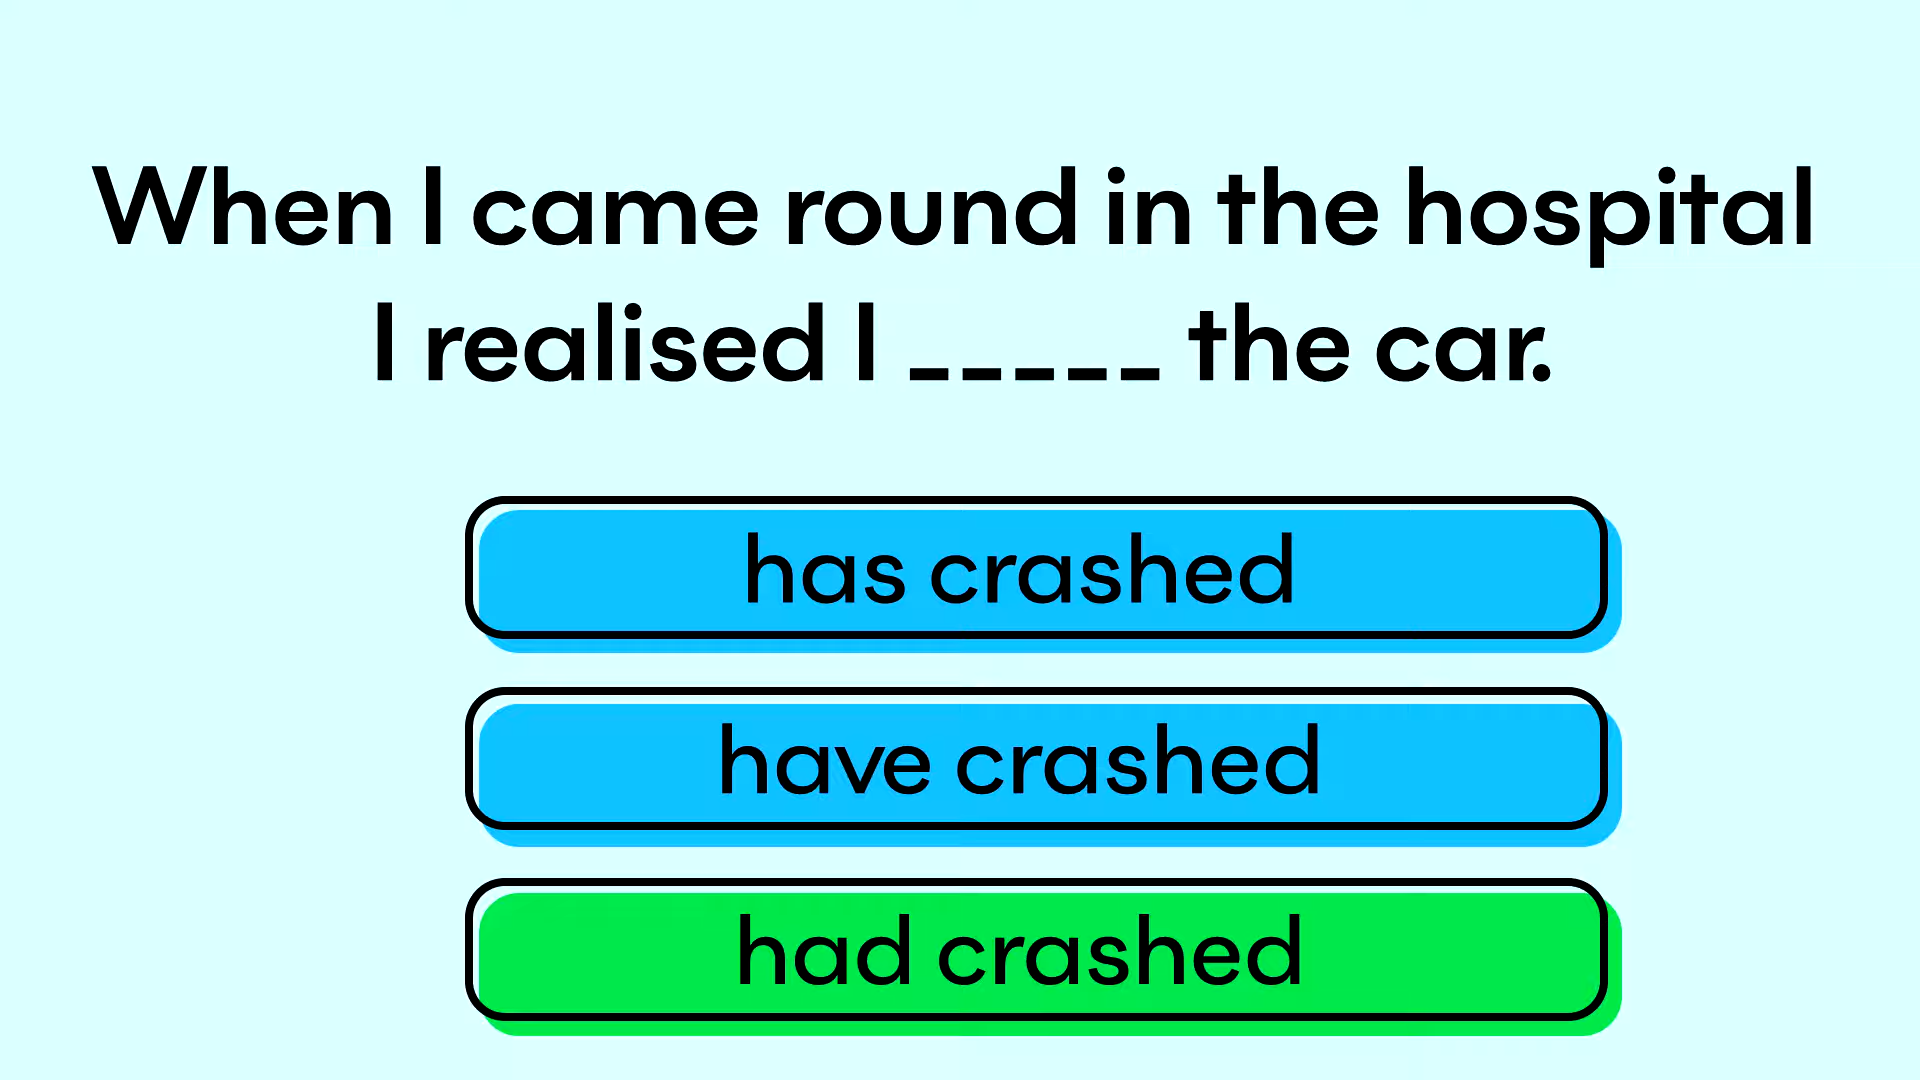 When I came round in the hospital
I realised I _____ the car.
has crashed
have crashed
had crashed